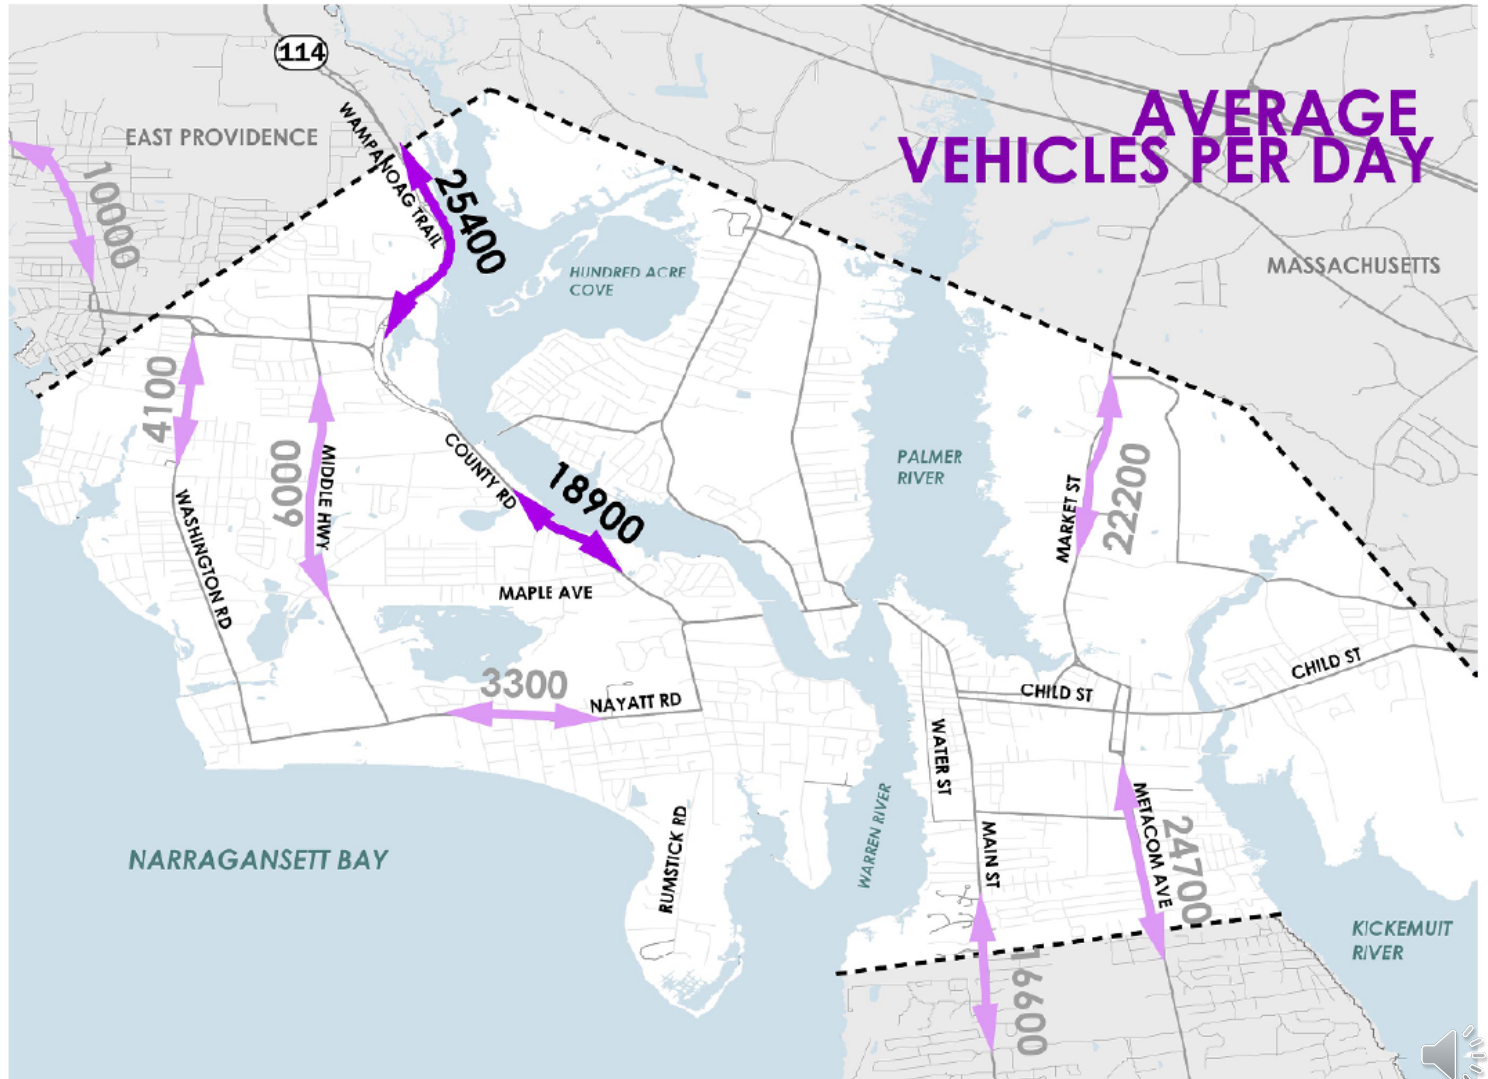 114
AVERAGE
VEHICLES PER DAY
EAST PROVIDENCE
WAMPANOAG TRAIL
10000
25400
HUNDRED ACRE
COVE
MASSACHUSETTS
4100
6000
MIDDLE HWY
COUNTY RD
18900
PALMER
RIVER
MARKET ST
22200
WASHINGTON RD
MAPLE AVE
3300
NAYATT RD
CHILD ST
CHILD ST
WATER ST
NARRAGANSETT BAY
RUMSTICK RD
WARREN RIVER
MAIN ST
METACOM AVE
24700
KICKEMUIT
RIVER
16600